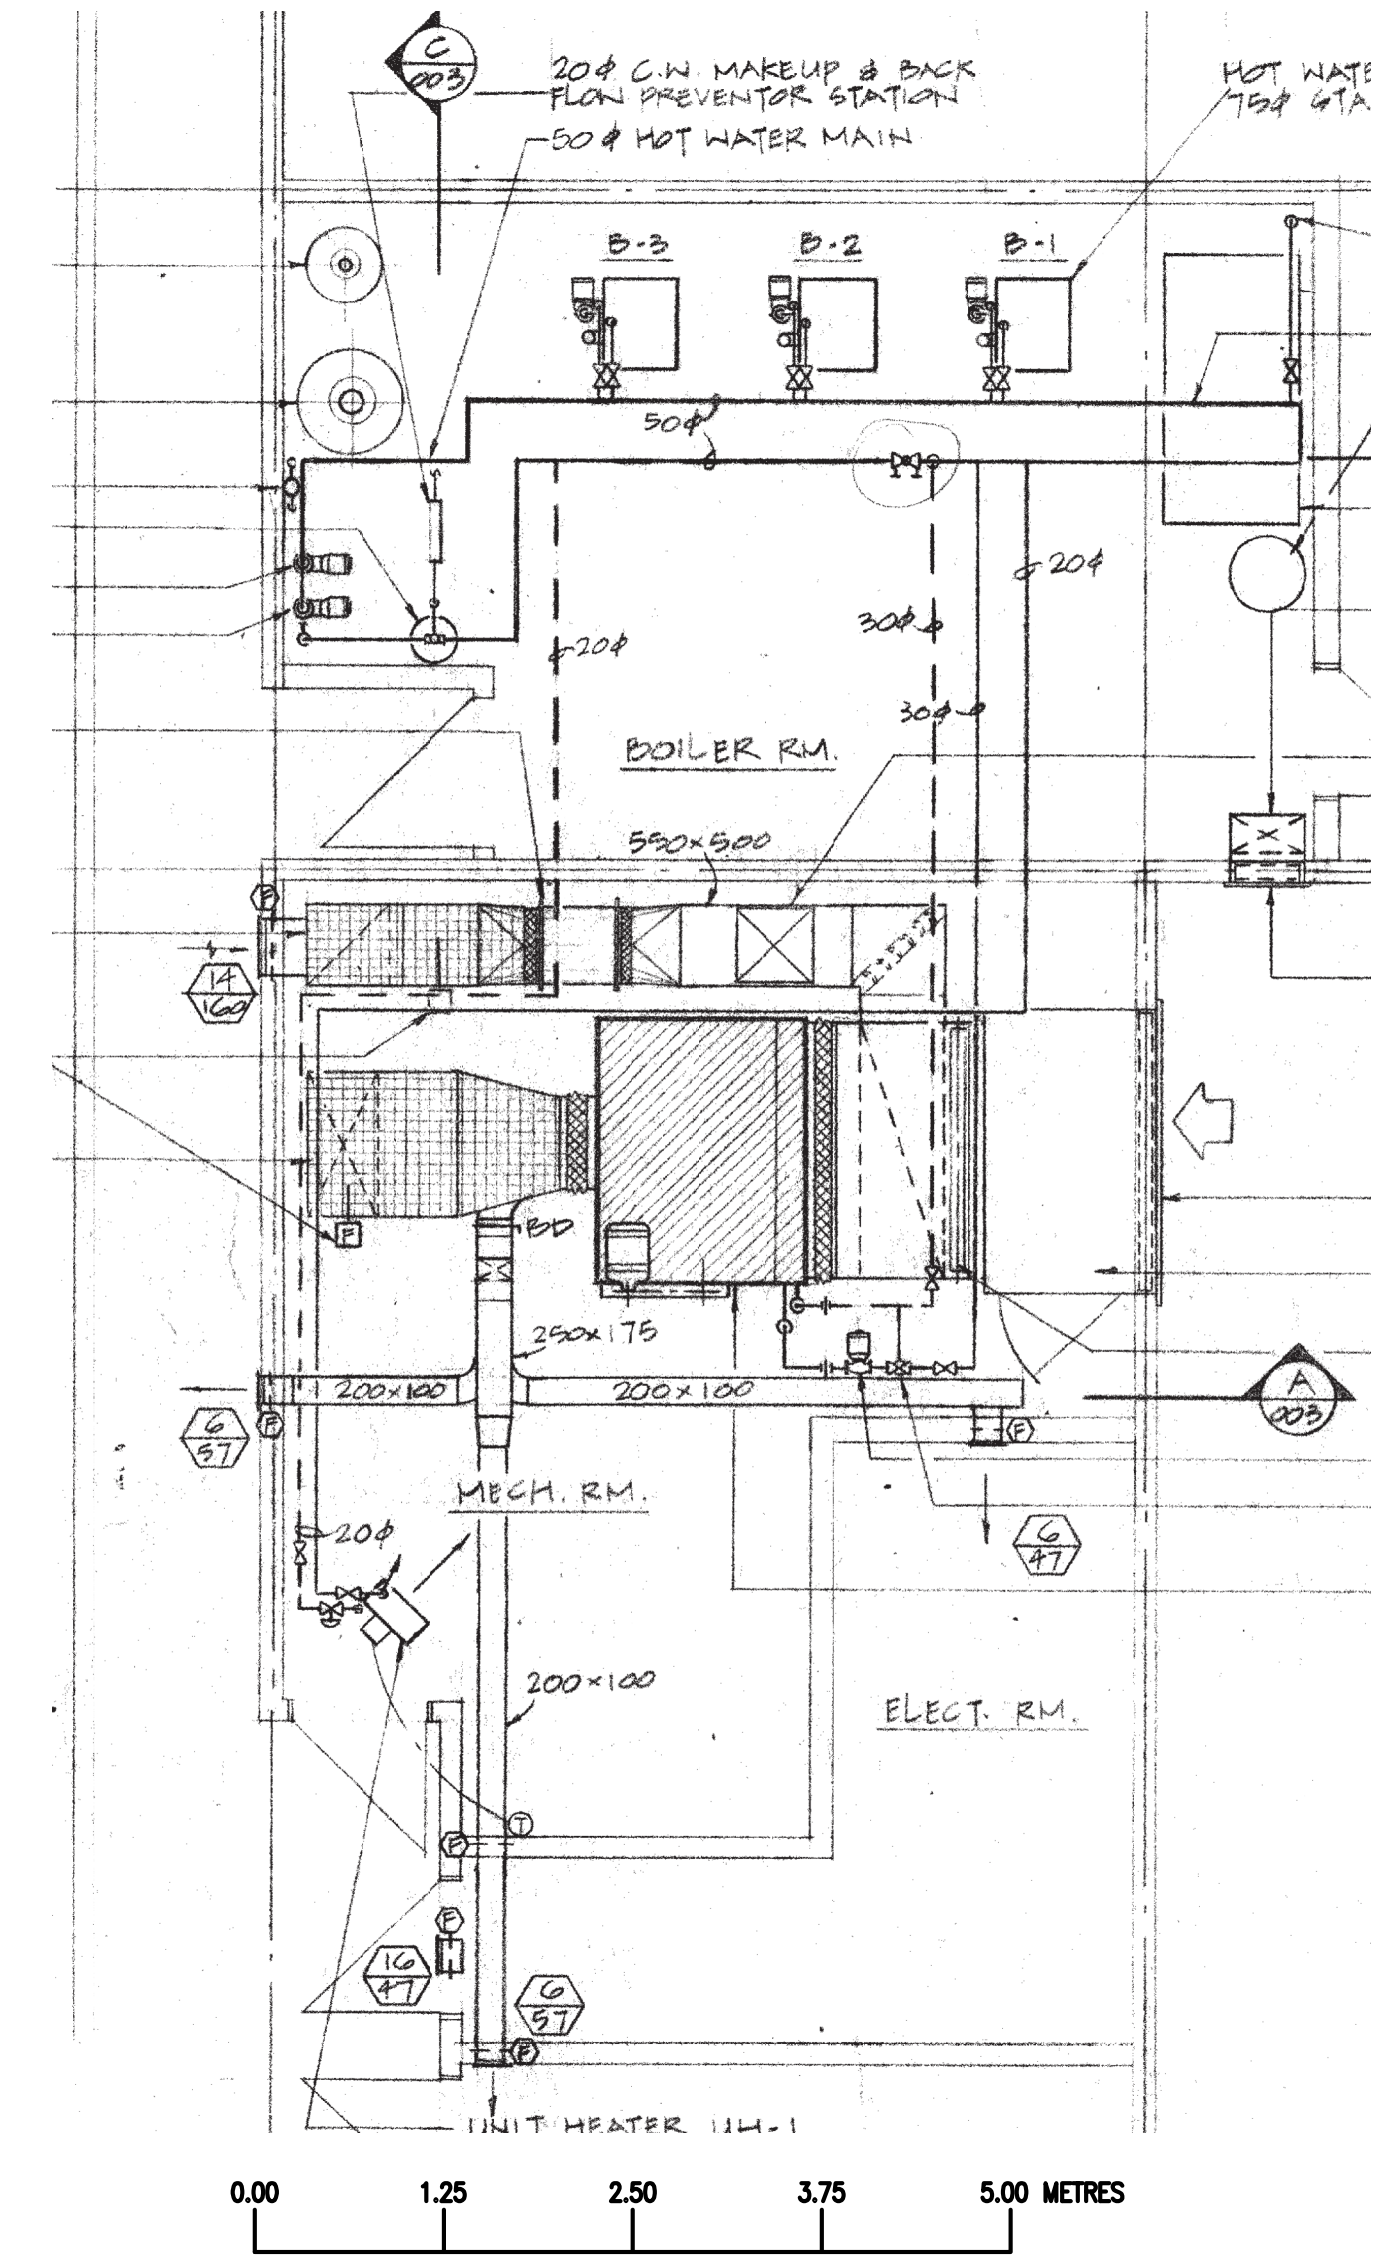 C
003
20ϕ C.W. MAKEUP & BACK
FLOW PREVENTOR STATION
50ϕ HOT WATER MAIN
HOT WATE
75ϕ STA
B-3
B-2
B-1
50ϕ
20ϕ
30ϕ
20ϕ
30ϕ
BOILER RM.
550×500
F
14
160
F
BD
250×175
200×100
200×100
A
003
F
6
57
F
MECH. RM.
20ϕ
6
47
200×100
ELECT. RM.
T
F
F
16
47
6
57
F
UNIT HEATER UH-1
0.00 1.25 2.50 3.75 5.00 METRES